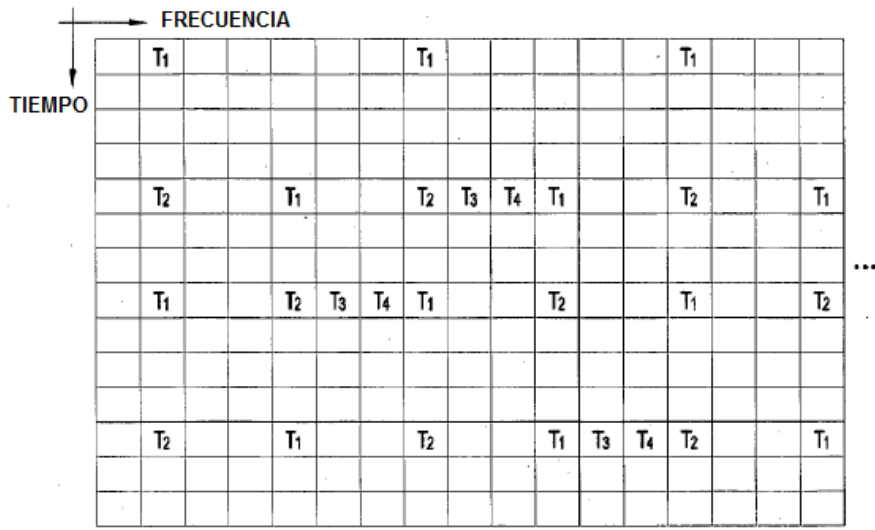 FRECUENCIA
T1 T1 T1
TIEMPO
T2 T1 T2 T3 T4 T1 T2 T1
...
T1 T2 T3 T4 T1 T2 T1 T2
T2 T1 T2 T1 T3 T4 T2 T1